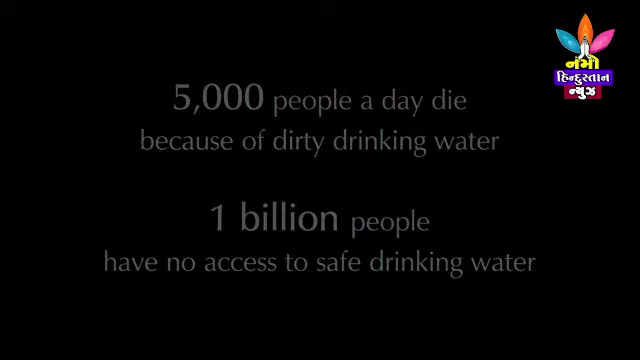 નમો
હિન્દુસ્તાન
ન્યુઝ
5,000 people a day die
because of dirty drinking water
1 billion people
have no access to safe drinking water